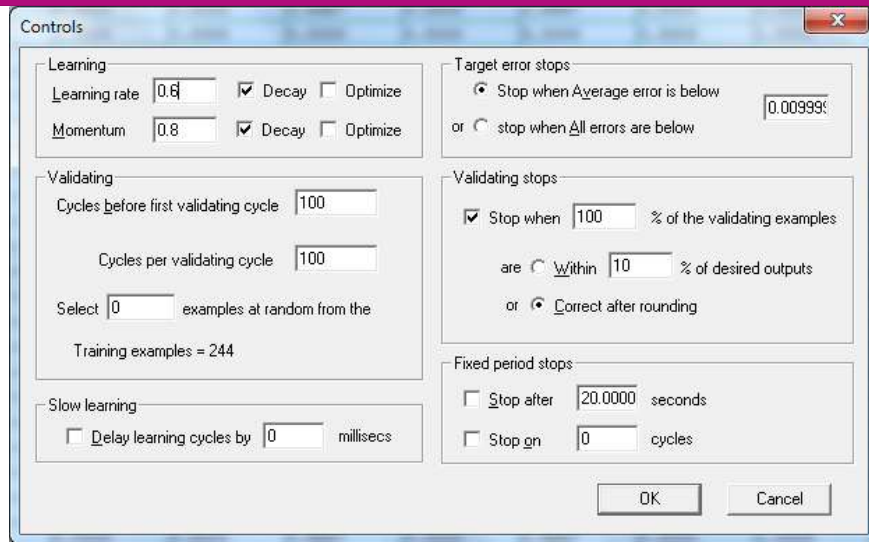 Controls
Learning
Learning rate 0.6 Decay Optimize
Momentum 0.8 Decay Optimize
Validating
Cycles before first validating cycle 100
Cycles per validating cycle 100
Select 0 examples at random from the
Training examples = 244
Slow learning
Delay learning cycles by 0 millisecs
Target error stops
Stop when Average error is below
or stop when All errors are below
0.00999
Validating stops
Stop when 100 % of the validating examples
are Within 10 % of desired outputs
or Correct after rounding
Fixed period stops
Stop after 20.0000 seconds
Stop on 0 cycles
OK Cancel